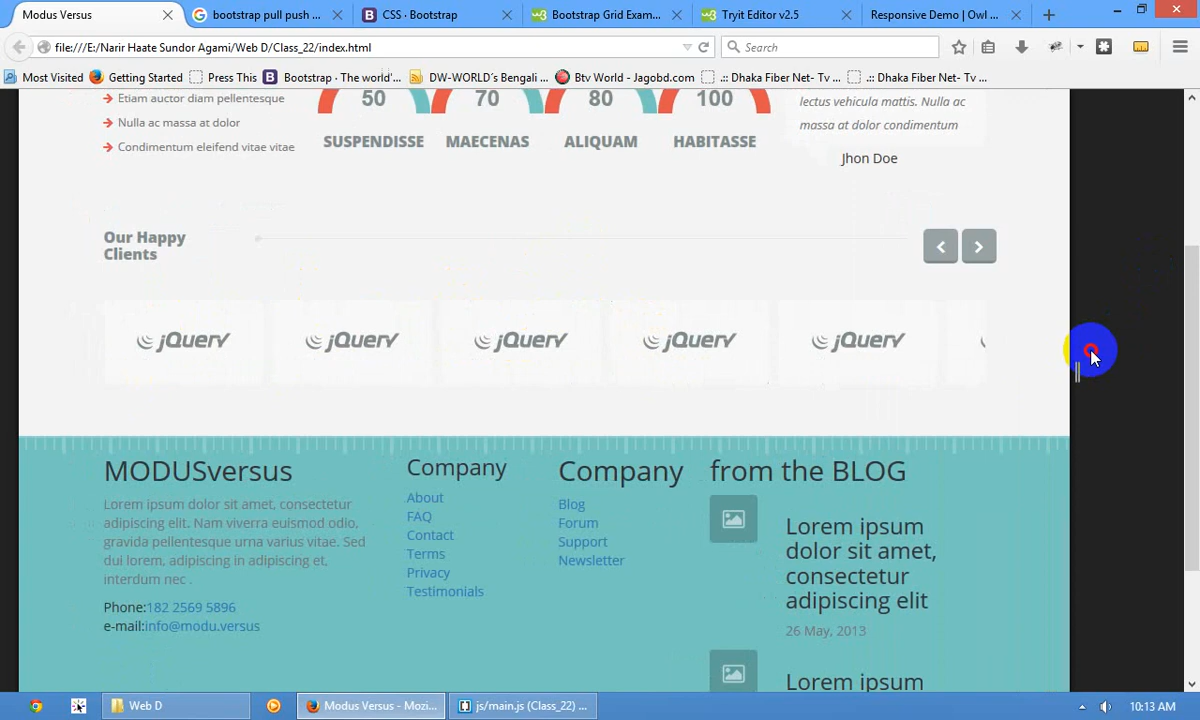 Modus Versus
bootstrap pull push ...
CSS · Bootstrap
Bootstrap Grid Exam...
Tryit Editor v2.5
Responsive Demo | Owl ...
file:///E:/Narir Haate Sundor Agami/Web D/Class_22/index.html
Search
Most Visited
Getting Started
Press This
Bootstrap · The world'...
DW-WORLD´s Bengali ...
Btv World - Jagobd.com
.:: Dhaka Fiber Net- Tv ...
.:: Dhaka Fiber Net- Tv ...
Etiam auctor diam pellentesque
Nulla ac massa at dolor
Condimentum eleifend vitae vitae
50
70
80
100
SUSPENDISSE
MAECENAS
ALIQUAM
HABITASSE
lectus vehicula mattis. Nulla ac
massa at dolor condimentum
Jhon Doe
Our Happy
Clients
jQuery
jQuery
jQuery
jQuery
jQuery
MODUSversus
Lorem ipsum dolor sit amet, consectetur
adipiscing elit. Nam viverra euismod odio,
gravida pellentesque urna varius vitae. Sed
dui lorem, adipiscing in adipiscing et,
interdum nec .
Phone:182 2569 5896
e-mail:info@modu.versus
Company
About
FAQ
Contact
Terms
Privacy
Testimonials
Company
Blog
Forum
Support
Newsletter
from the BLOG
Lorem ipsum
dolor sit amet,
consectetur
adipiscing elit
26 May, 2013
Lorem ipsum
Web D
Modus Versus - Mozi...
js/main.js (Class_22) ...
10:13 AM